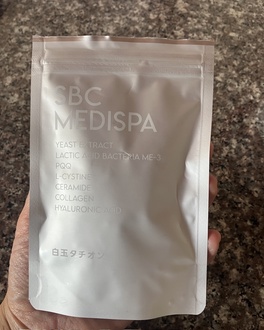 SBC
MEDISPA
YEAST EXTRACT
LACTIC ACID BACTERIA ME-3
PQQ
L-CYSTINE
CERAMIDE
COLLAGEN
HYALURONIC ACID
白玉タチオン